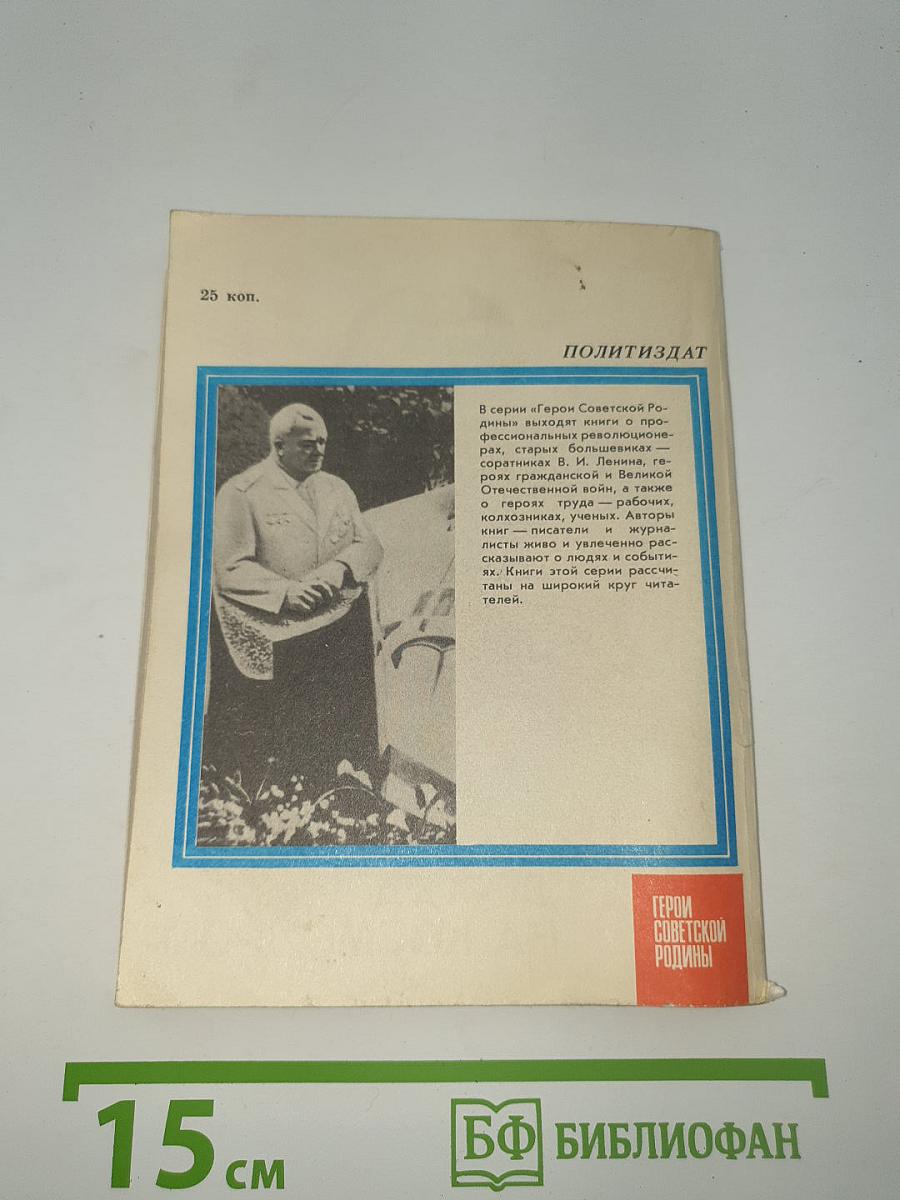 25 коп.
ПОЛИТИЗДАТ
В серии «Герои Советской Ро-
дины» выходят книги о про-
фессиональных революционе-
рах, старых большевиках —
соратниках В. И. Ленина, ге-
роях гражданской и Великой
Отечественной войн, а также
о героях труда — рабочих,
колхозниках, ученых. Авторы
книг — писатели и журна-
листы живо и увлеченно рас-
сказывают о людях и событи-
ях. Книги этой серии рассчи-
таны на широкий круг чита-
телей.
ГЕРОИ
СОВЕТСКОЙ
РОДИНЫ
15 см
БФ БИБЛИОФАН